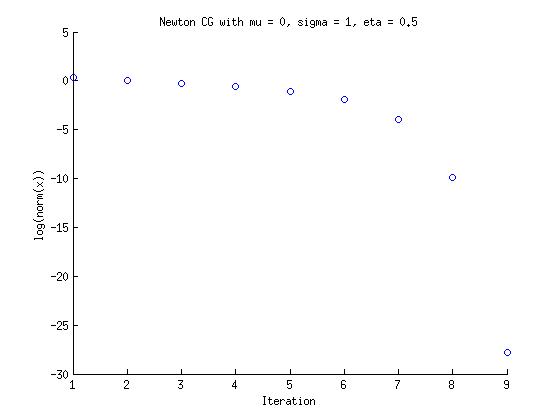 Newton CG with mu = 0, sigma = 1, eta = 0.5
5
0
-5
-10
-15
-20
-25
-30
log(norm(x))
1 2 3 4 5 6 7 8 9
Iteration